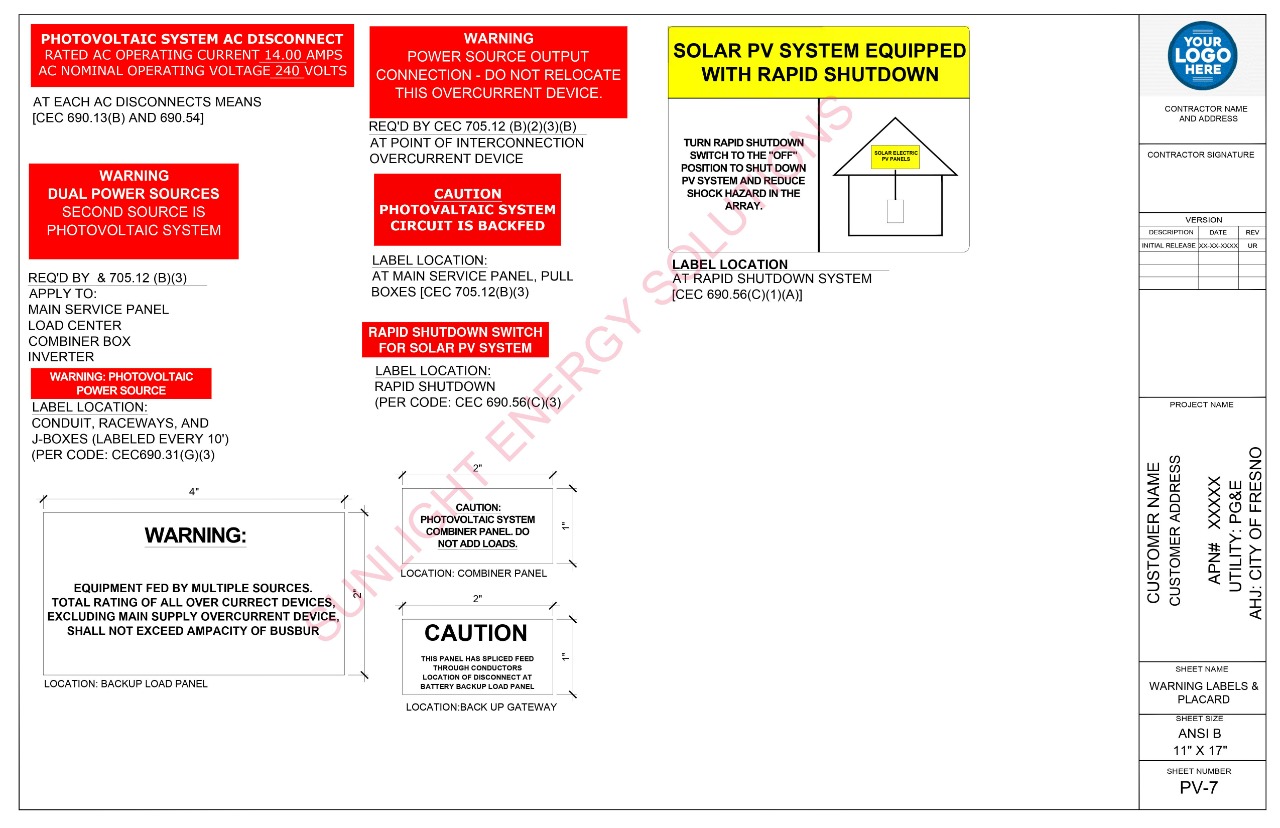 PHOTOVOLTAIC SYSTEM AC DISCONNECT
RATED AC OPERATING CURRENT 14.00 AMPS
AC NOMINAL OPERATING VOLTAGE 240 VOLTS
AT EACH AC DISCONNECTS MEANS
[CEC 690.13(B) AND 690.54]
WARNING
DUAL POWER SOURCES
SECOND SOURCE IS
PHOTOVOLTAIC SYSTEM
REQ'D BY & 705.12 (B)(3)
APPLY TO:
MAIN SERVICE PANEL
LOAD CENTER
COMBINER BOX
INVERTER
WARNING: PHOTOVOLTAIC
POWER SOURCE
LABEL LOCATION:
CONDUIT, RACEWAYS, AND
J-BOXES (LABELED EVERY 10')
(PER CODE: CEC690.31(G)(3)
4"
WARNING:
EQUIPMENT FED BY MULTIPLE SOURCES.
TOTAL RATING OF ALL OVER CURRECT DEVICES,
EXCLUDING MAIN SUPPLY OVERCURRENT DEVICE,
SHALL NOT EXCEED AMPACITY OF BUSBUR
2"
LOCATION: BACKUP LOAD PANEL
WARNING
POWER SOURCE OUTPUT
CONNECTION - DO NOT RELOCATE
THIS OVERCURRENT DEVICE.
REQ'D BY CEC 705.12 (B)(2)(3)(B)
AT POINT OF INTERCONNECTION
OVERCURRENT DEVICE
CAUTION
PHOTOVALTAIC SYSTEM
CIRCUIT IS BACKFED
LABEL LOCATION:
AT MAIN SERVICE PANEL, PULL
BOXES [CEC 705.12(B)(3)
RAPID SHUTDOWN SWITCH
FOR SOLAR PV SYSTEM
LABEL LOCATION:
RAPID SHUTDOWN
(PER CODE: CEC 690.56(C)(3)
2"
CAUTION:
PHOTOVOLTAIC SYSTEM
COMBINER PANEL. DO
NOT ADD LOADS.
1"
LOCATION: COMBINER PANEL
2"
CAUTION
THIS PANEL HAS SPLICED FEED
THROUGH CONDUCTORS
LOCATION OF DISCONNECT AT
BATTERY BACKUP LOAD PANEL
1"
LOCATION:BACK UP GATEWAY
SOLAR PV SYSTEM EQUIPPED
WITH RAPID SHUTDOWN
TURN RAPID SHUTDOWN
SWITCH TO THE "OFF"
POSITION TO SHUT DOWN
PV SYSTEM AND REDUCE
SHOCK HAZARD IN THE
ARRAY.
SOLAR ELECTRIC
PV PANELS
LABEL LOCATION
AT RAPID SHUTDOWN SYSTEM
[CEC 690.56(C)(1)(A)]
SUNLIGHT ENERGY SOLUTIONS
YOUR
LOGO
HERE
CONTRACTOR NAME
AND ADDRESS
CONTRACTOR SIGNATURE
VERSION
DESCRIPTION DATE REV
INITIAL RELEASE XX-XX-XXXX UR
PROJECT NAME
CUSTOMER NAME
CUSTOMER ADDRESS
APN# XXXXX
UTILITY: PG&E
AHJ: CITY OF FRESNO
SHEET NAME
WARNING LABELS &
PLACARD
SHEET SIZE
ANSI B
11" X 17"
SHEET NUMBER
PV-7